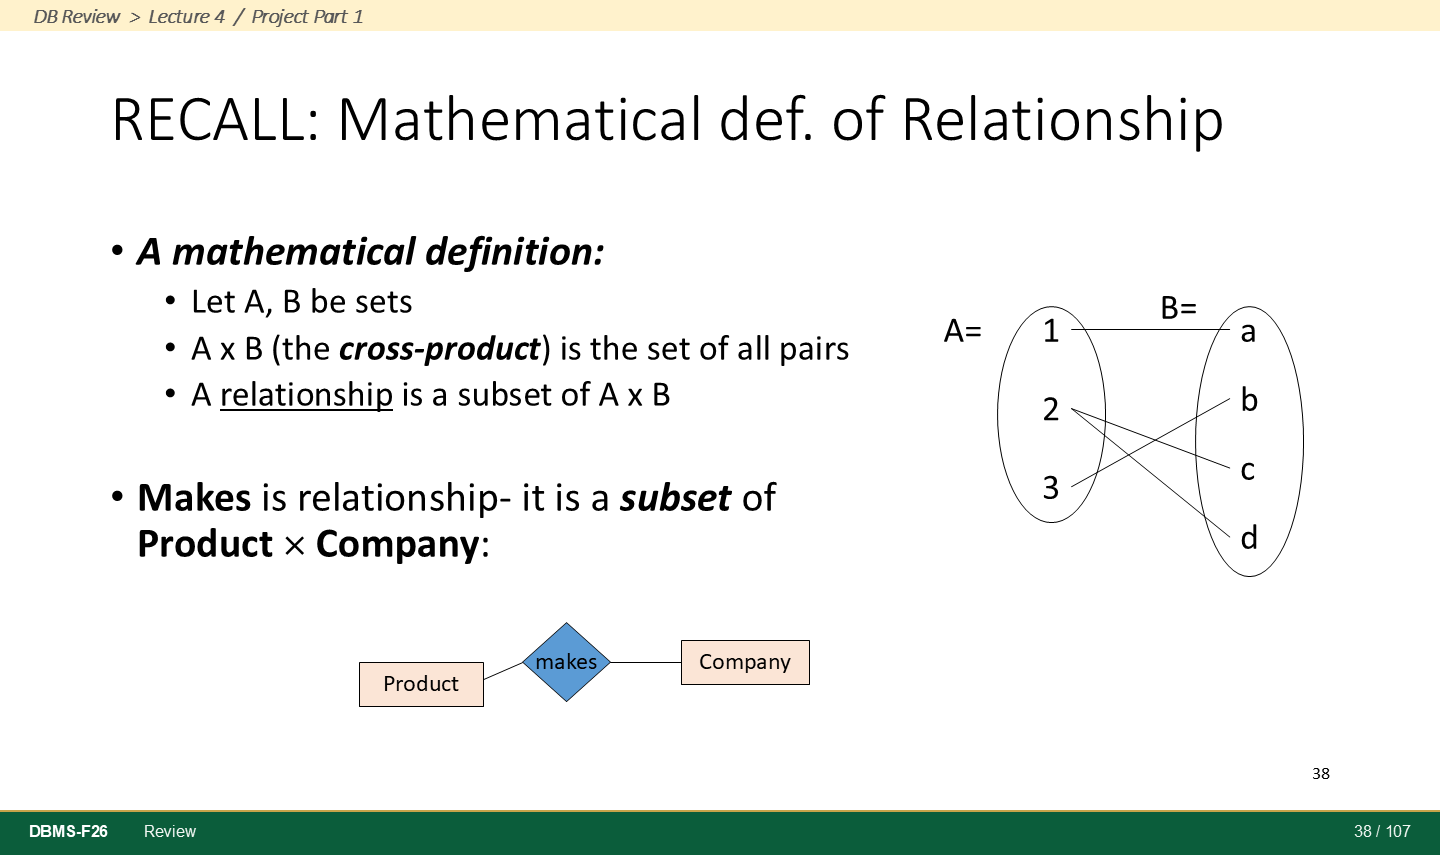 DB Review > Lecture 4 / Project Part 1
RECALL: Mathematical def. of Relationship
• A mathematical definition:
• Let A, B be sets
• A x B (the cross-product) is the set of all pairs
• A relationship is a subset of A x B
• Makes is relationship- it is a subset of
Product × Company:
A=
B=
1
2
3
a
b
c
d
Product
makes
Company
38
DBMS-F26
Review
38 / 107